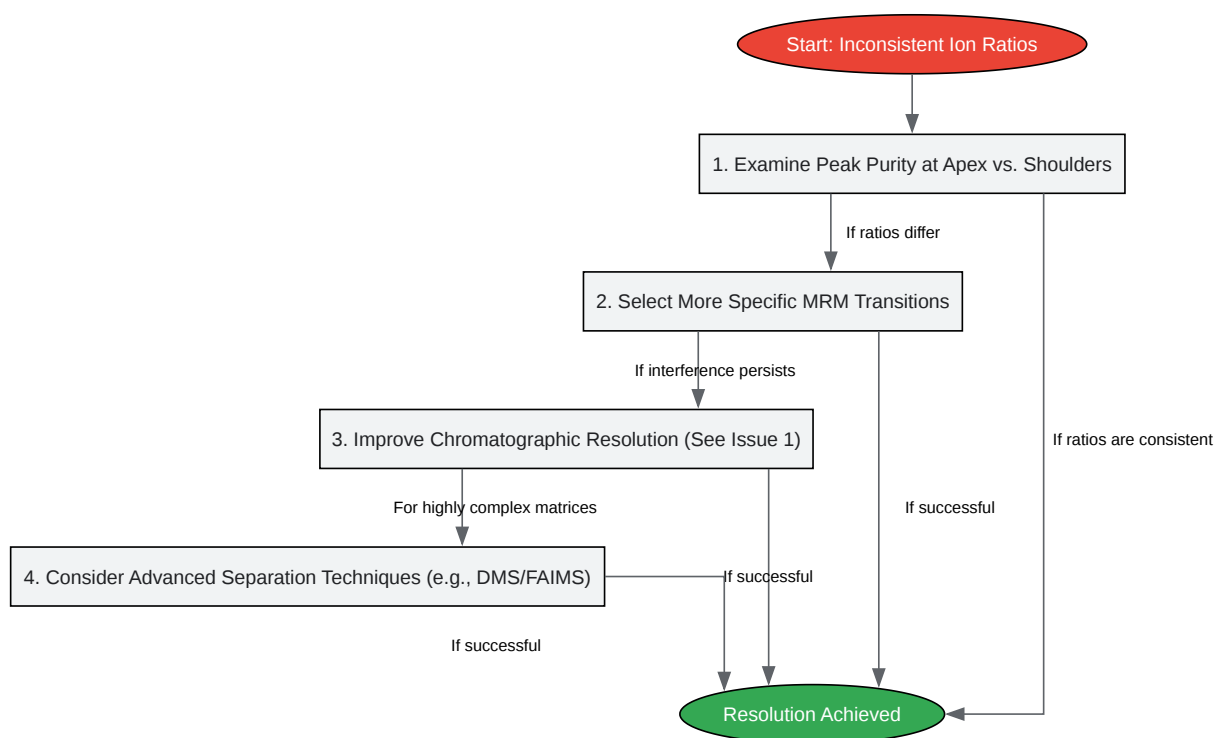 Start: Inconsistent Ion Ratios
1. Examine Peak Purity at Apex vs. Shoulders
If ratios differ
2. Select More Specific MRM Transitions
If interference persists
3. Improve Chromatographic Resolution (See Issue 1)
If ratios are consistent
For highly complex matrices
If successful
4. Consider Advanced Separation Techniques (e.g., DMS/FAIMS)
If successful
If successful
Resolution Achieved